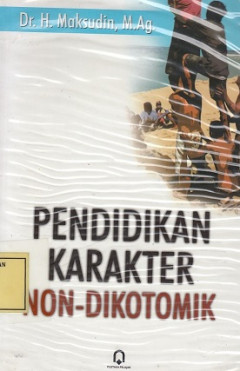 Dr. H. Maksudin, M.Ag.
PENDIDIKAN
KARAKTER
NON-DIKOTOMIK